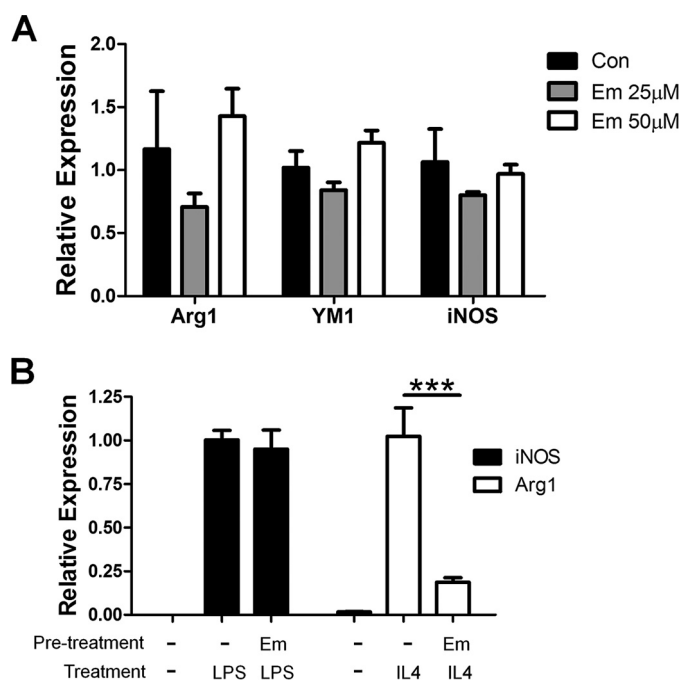 A
Relative Expression
2.0
1.5
1.0
0.5
0.0
Arg1 YM1 iNOS
Con
Em 25μM
Em 50μM
B
Relative Expression
1.25
1.00
0.75
0.50
0.25
0.00
***
iNOS
Arg1
Pre-treatment - - Em - - Em
Treatment - LPS LPS - IL4 IL4